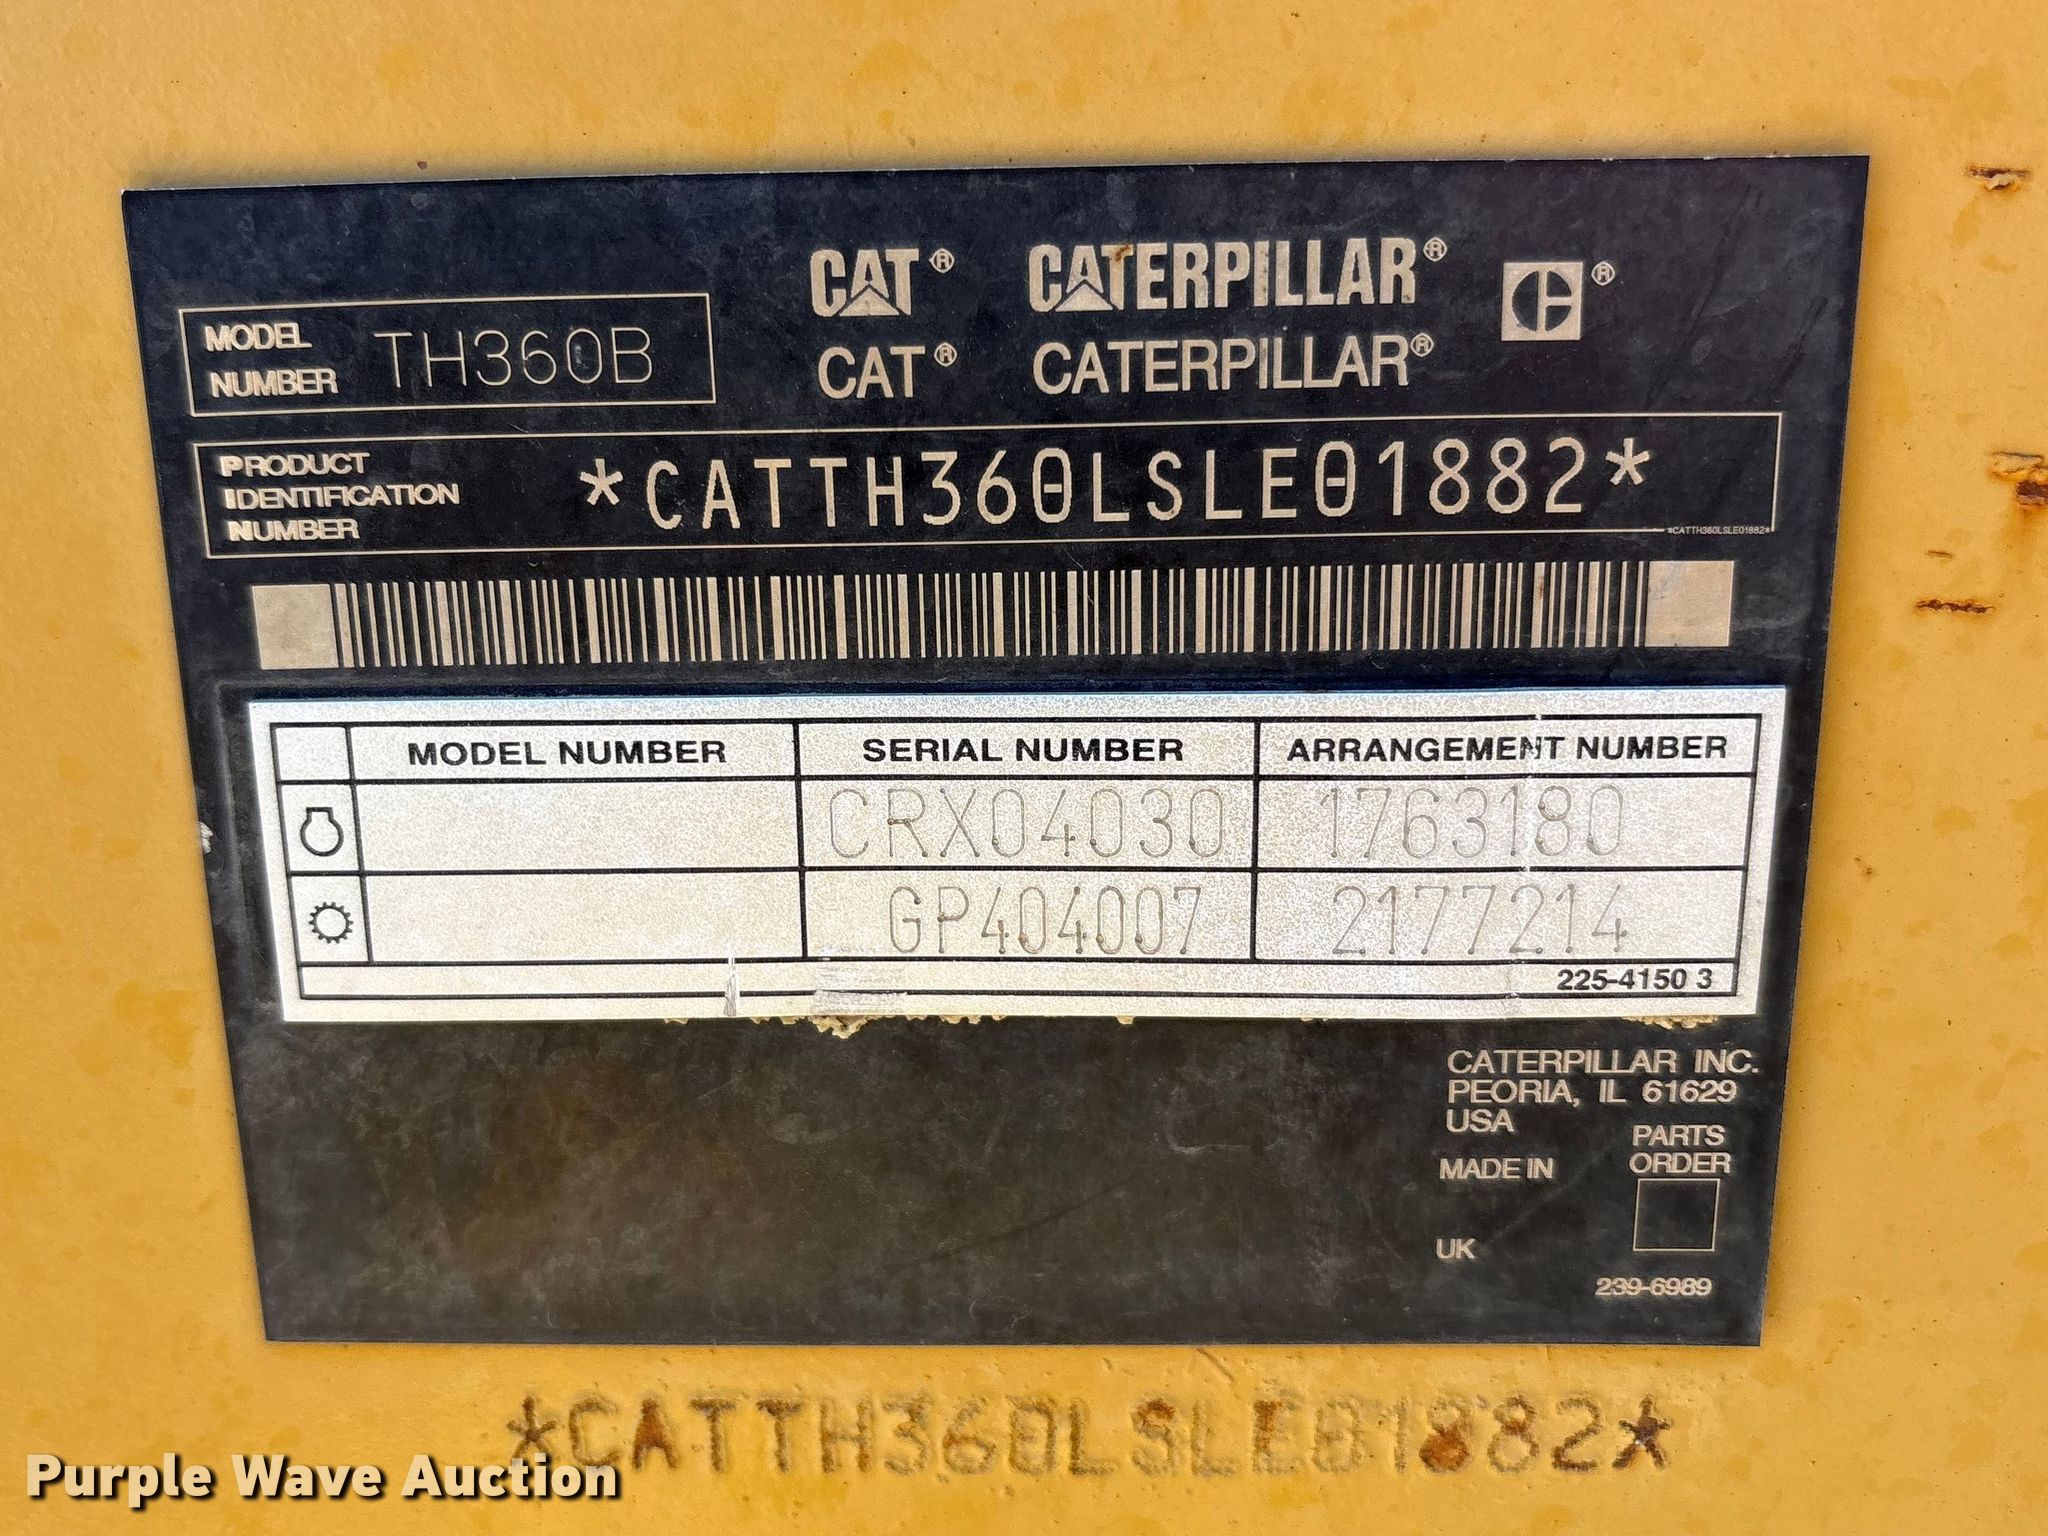 CAT® CATERPILLAR® ®
MODEL NUMBER TH360B
CAT® CATERPILLAR®
PRODUCT IDENTIFICATION NUMBER *CATTH360LSLE01882*
*CATTH360LSLE01882*
MODEL NUMBER SERIAL NUMBER ARRANGEMENT NUMBER
CRX04030 1763180
GP404007 2177214
225-4150 3
CATERPILLAR INC.
PEORIA, IL 61629
USA
PARTS ORDER
MADE IN
UK
239-6989
*CATTH360LSLE01882*
Purple Wave Auction